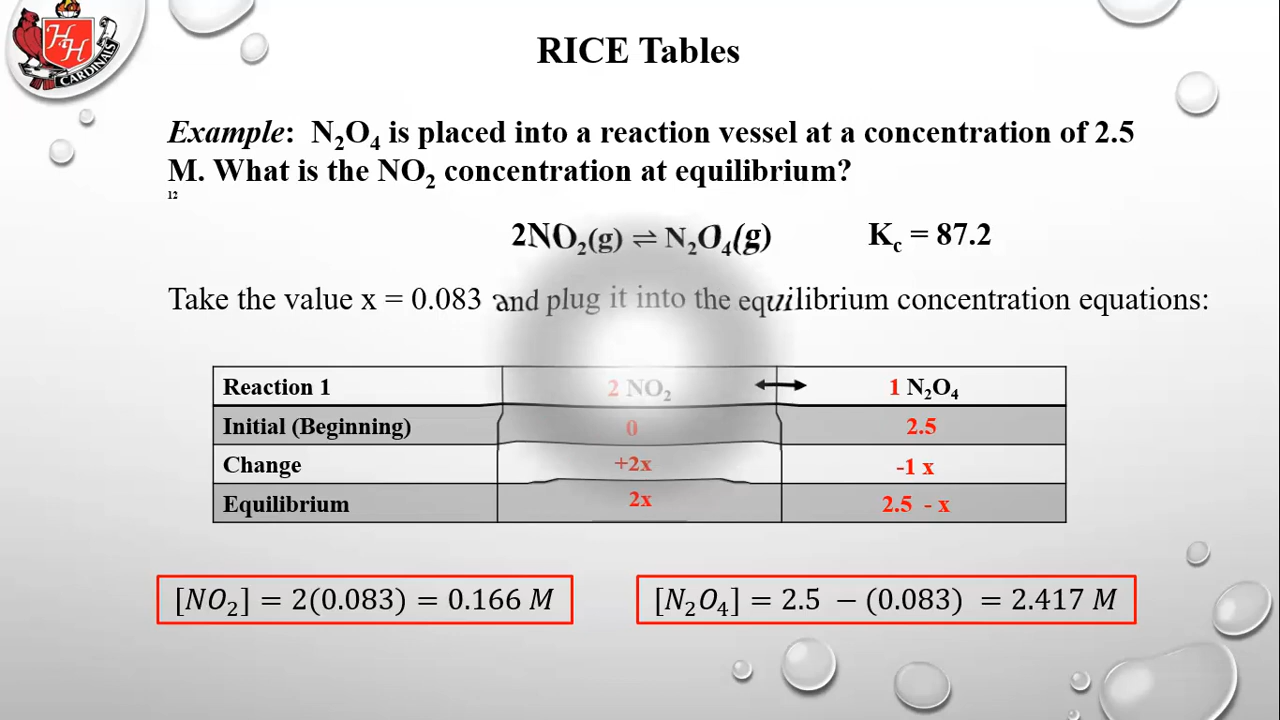 HH
CARDINALS
RICE Tables
Example: N₂O₄ is placed into a reaction vessel at a concentration of 2.5
M. What is the NO₂ concentration at equilibrium?
12
2NO₂(g) ⇌ N₂O₄(g) K_c = 87.2
Take the value x = 0.083 and plug it into the equilibrium concentration equations:
Reaction 1 2 NO₂ ↔ 1 N₂O₄
Initial (Beginning) 0 2.5
Change +2x -1 x
Equilibrium 2x 2.5 - x
[NO₂] = 2(0.083) = 0.166 M [N₂O₄] = 2.5 − (0.083) = 2.417 M